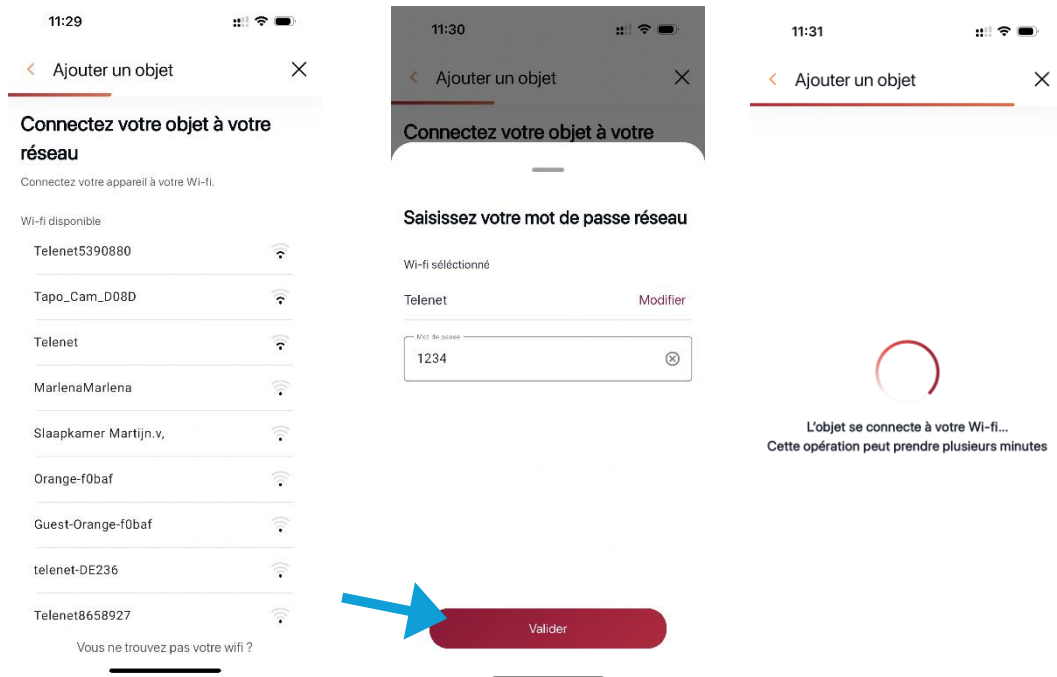 11:29
Ajouter un objet
Connectez votre objet à votre
réseau
Connectez votre appareil à votre Wi-fi.
Wi-fi disponible
Telenet5390880
Tapo_Cam_D08D
Telenet
MarlenaMarlena
Slaapkamer Martijn.v,
Orange-f0baf
Guest-Orange-f0baf
telenet-DE236
Telenet8658927
Vous ne trouvez pas votre wifi ?
11:30
Ajouter un objet
Connectez votre objet à votre
Saisissez votre mot de passe réseau
Wi-fi séléctionné
Telenet
Modifier
Mot de passe
1234
Valider
11:31
Ajouter un objet
L'objet se connecte à votre Wi-fi...
Cette opération peut prendre plusieurs minutes